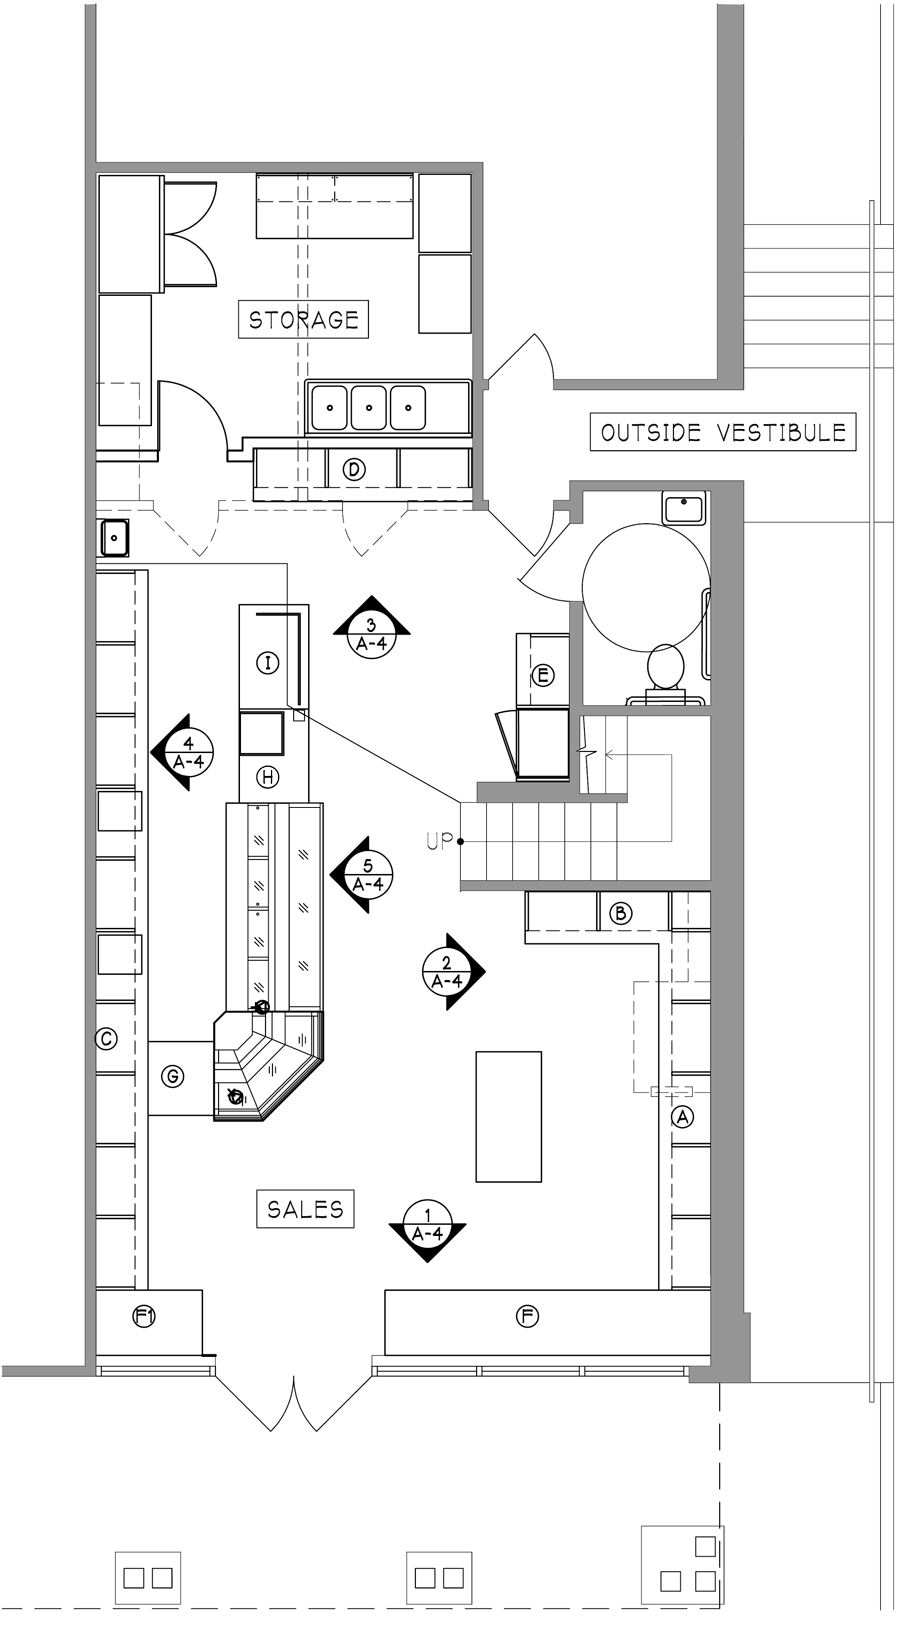 STORAGE
OUTSIDE VESTIBULE
D
3
A-4
I
E
4
A-4
H
UP
5
A-4
B
2
A-4
C
G
A
SALES
1
A-4
F1
F